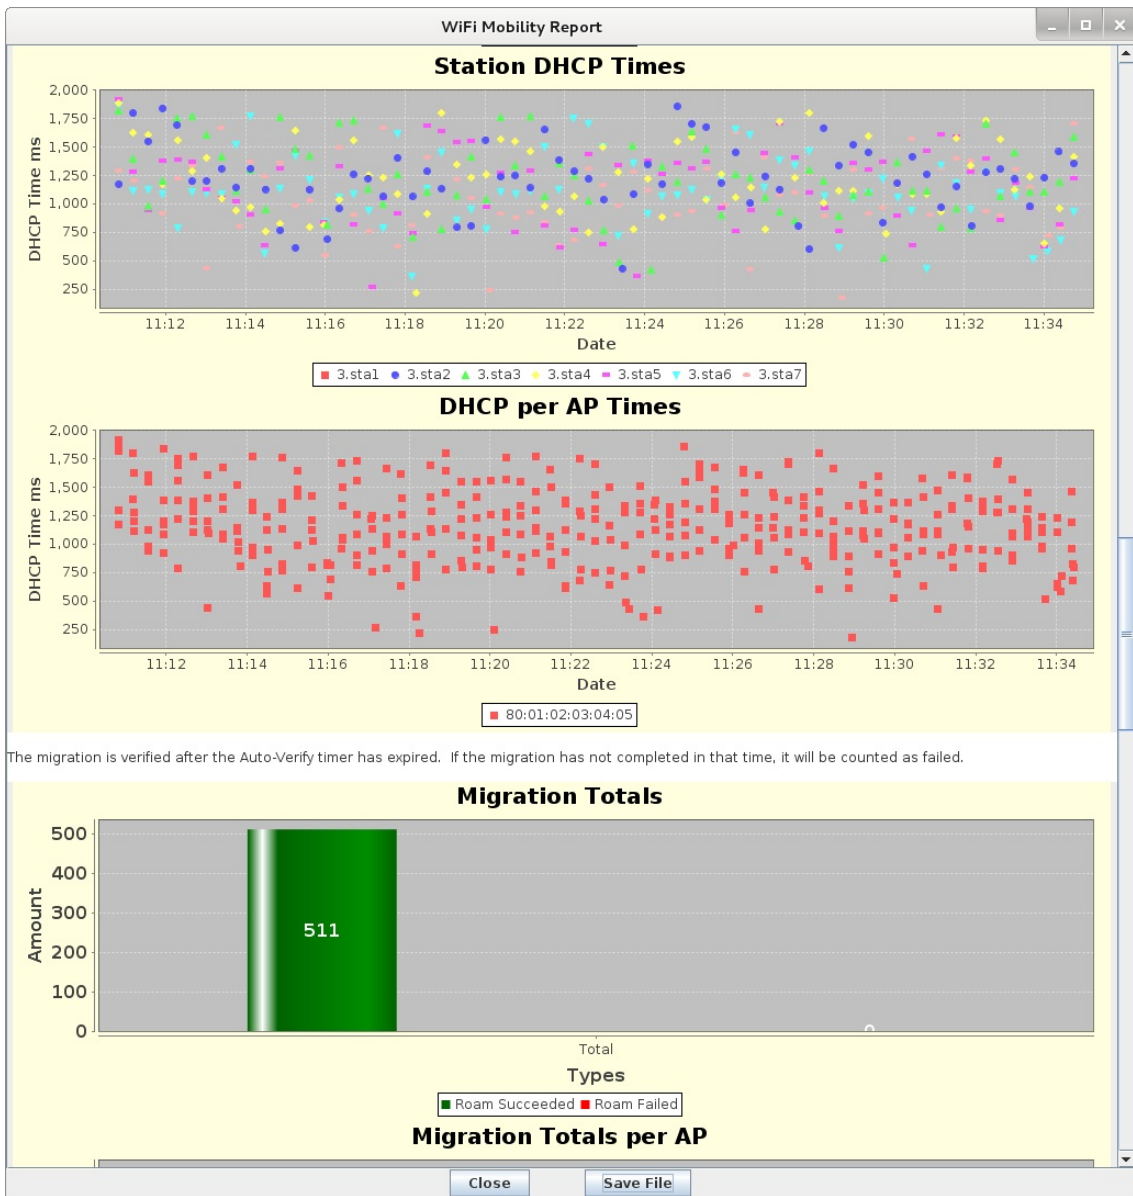 WiFi Mobility Report
Station DHCP Times
2,000
1,750
1,500
1,250
1,000
750
500
250
DHCP Time ms
11:12 11:14 11:16 11:18 11:20 11:22 11:24 11:26 11:28 11:30 11:32 11:34
Date
3.sta1 3.sta2 3.sta3 3.sta4 3.sta5 3.sta6 3.sta7
DHCP per AP Times
2,000
1,750
1,500
1,250
1,000
750
500
250
DHCP Time ms
11:12 11:14 11:16 11:18 11:20 11:22 11:24 11:26 11:28 11:30 11:32 11:34
Date
80:01:02:03:04:05
The migration is verified after the Auto-Verify timer has expired.  If the migration has not completed in that time, it will be counted as failed.
Migration Totals
500
400
300
200
100
0
Amount
511
0
Total
Types
Roam Succeeded Roam Failed
Migration Totals per AP
Close Save File